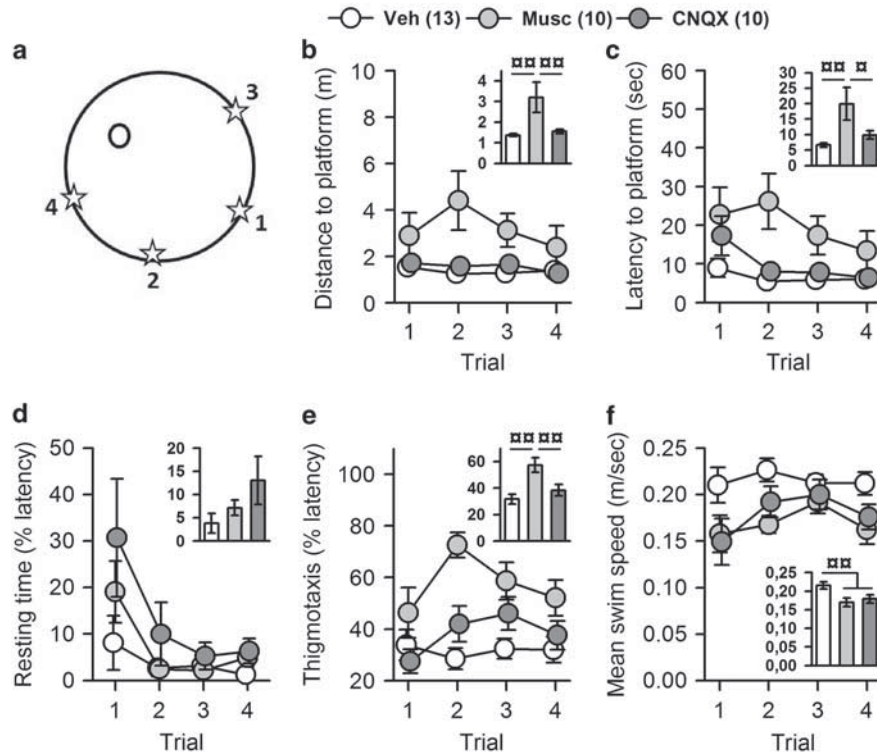 Veh (13) Musc (10) CNQX (10)
a
3
4
1
2
b
Distance to platform (m)
10
8
6
4
2
0
1 2 3 4
Trial
¤¤ ¤¤
4
3
2
1
0
c
Latency to platform (sec)
60
50
40
30
20
10
0
1 2 3 4
Trial
¤¤ ¤
30
25
20
15
10
5
0
d
Resting time (% latency)
50
40
30
20
10
0
1 2 3 4
Trial
20
15
10
5
0
e
Thigmotaxis (% latency)
100
80
60
40
20
1 2 3 4
Trial
¤¤ ¤¤
60
40
20
0
f
Mean swim speed (m/sec)
0.25
0.20
0.15
0.10
0.05
0.00
1 2 3 4
Trial
¤¤
0,25
0,20
0,15
0,10
0,05
0,00